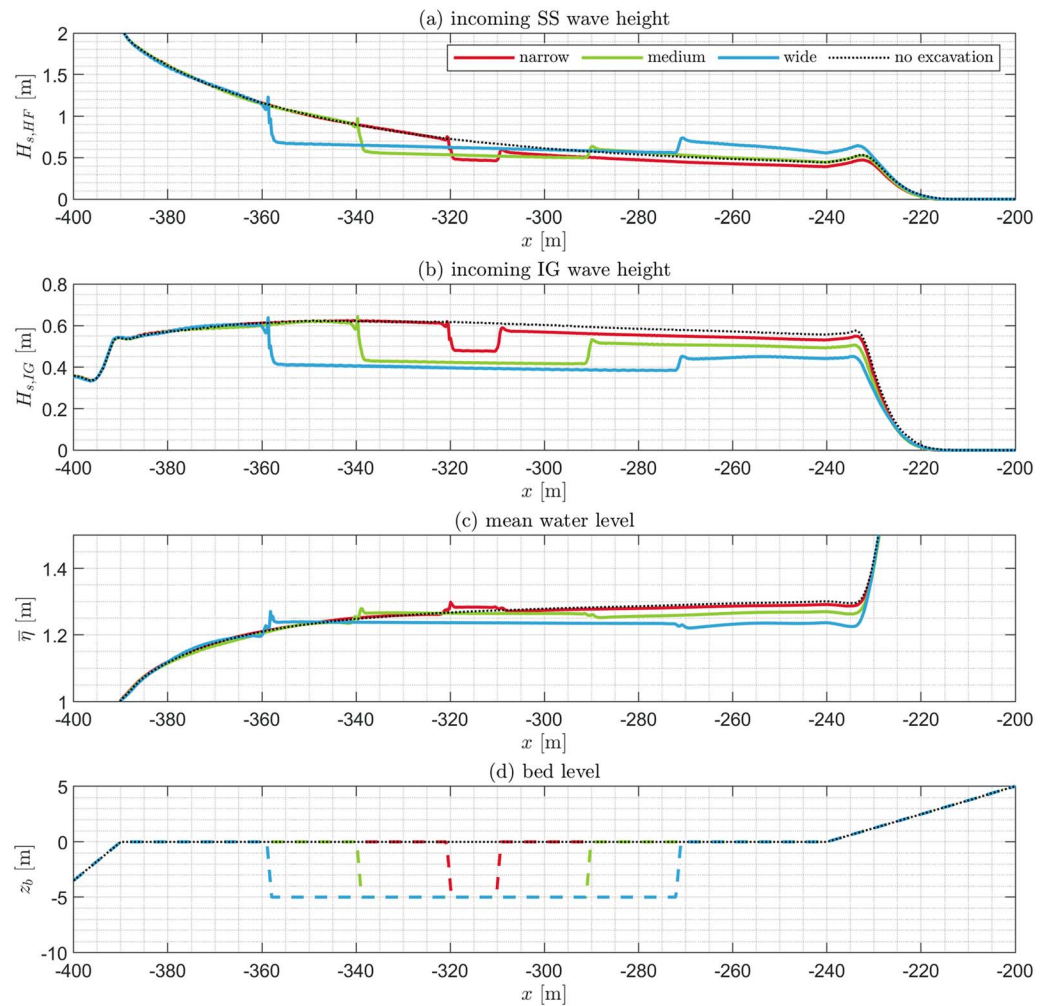 (a) incoming SS wave height
2
1.5
1
0.5
0
H_{s,HF} [m]
narrow medium wide no excavation
-400 -380 -360 -340 -320 -300 -280 -260 -240 -220 -200
x [m]
(b) incoming IG wave height
0.8
0.6
0.4
0.2
0
H_{s,IG} [m]
-400 -380 -360 -340 -320 -300 -280 -260 -240 -220 -200
x [m]
(c) mean water level
1.4
1.2
1
η̅ [m]
-400 -380 -360 -340 -320 -300 -280 -260 -240 -220 -200
x [m]
(d) bed level
5
0
-5
-10
z_b [m]
-400 -380 -360 -340 -320 -300 -280 -260 -240 -220 -200
x [m]